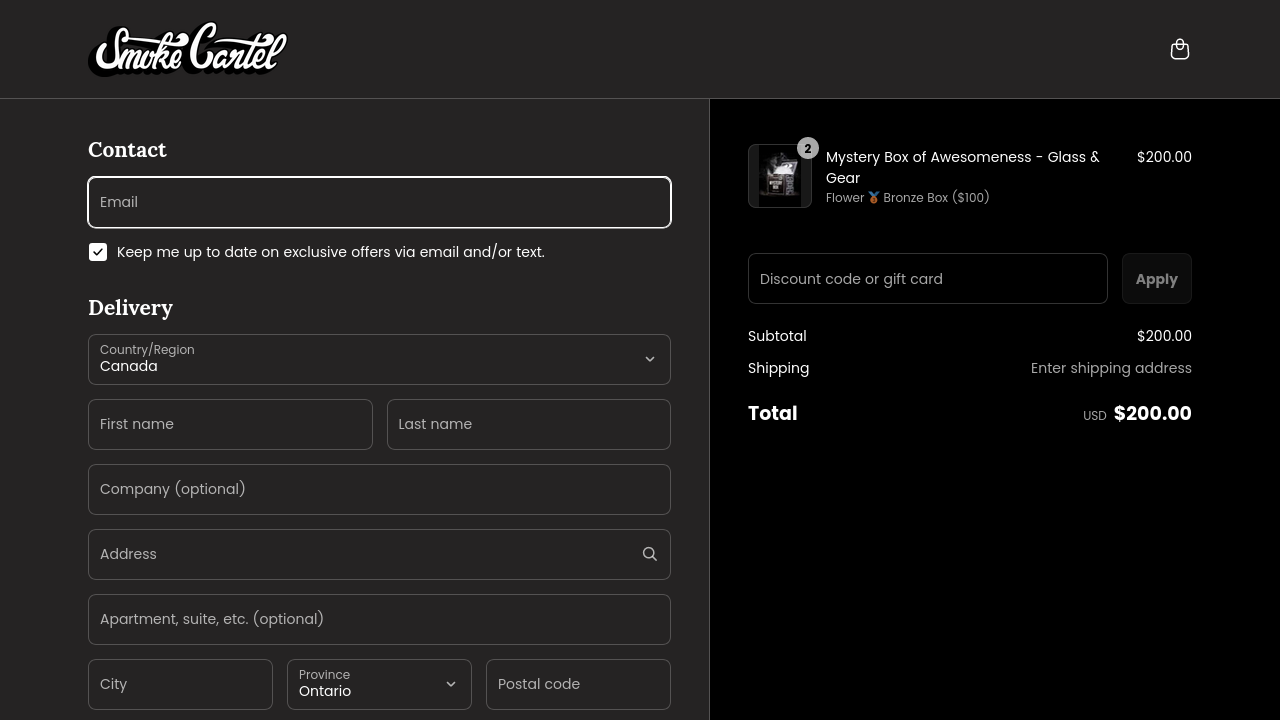 Smoke Cartel
Contact
Email
Keep me up to date on exclusive offers via email and/or text.
Delivery
Country/Region
Canada
First name
Last name
Company (optional)
Address
Apartment, suite, etc. (optional)
City
Province
Ontario
Postal code
2
Mystery Box of Awesomeness - Glass &
Gear
$200.00
Flower 🥉 Bronze Box ($100)
Discount code or gift card
Apply
Subtotal
$200.00
Shipping
Enter shipping address
Total
USD $200.00